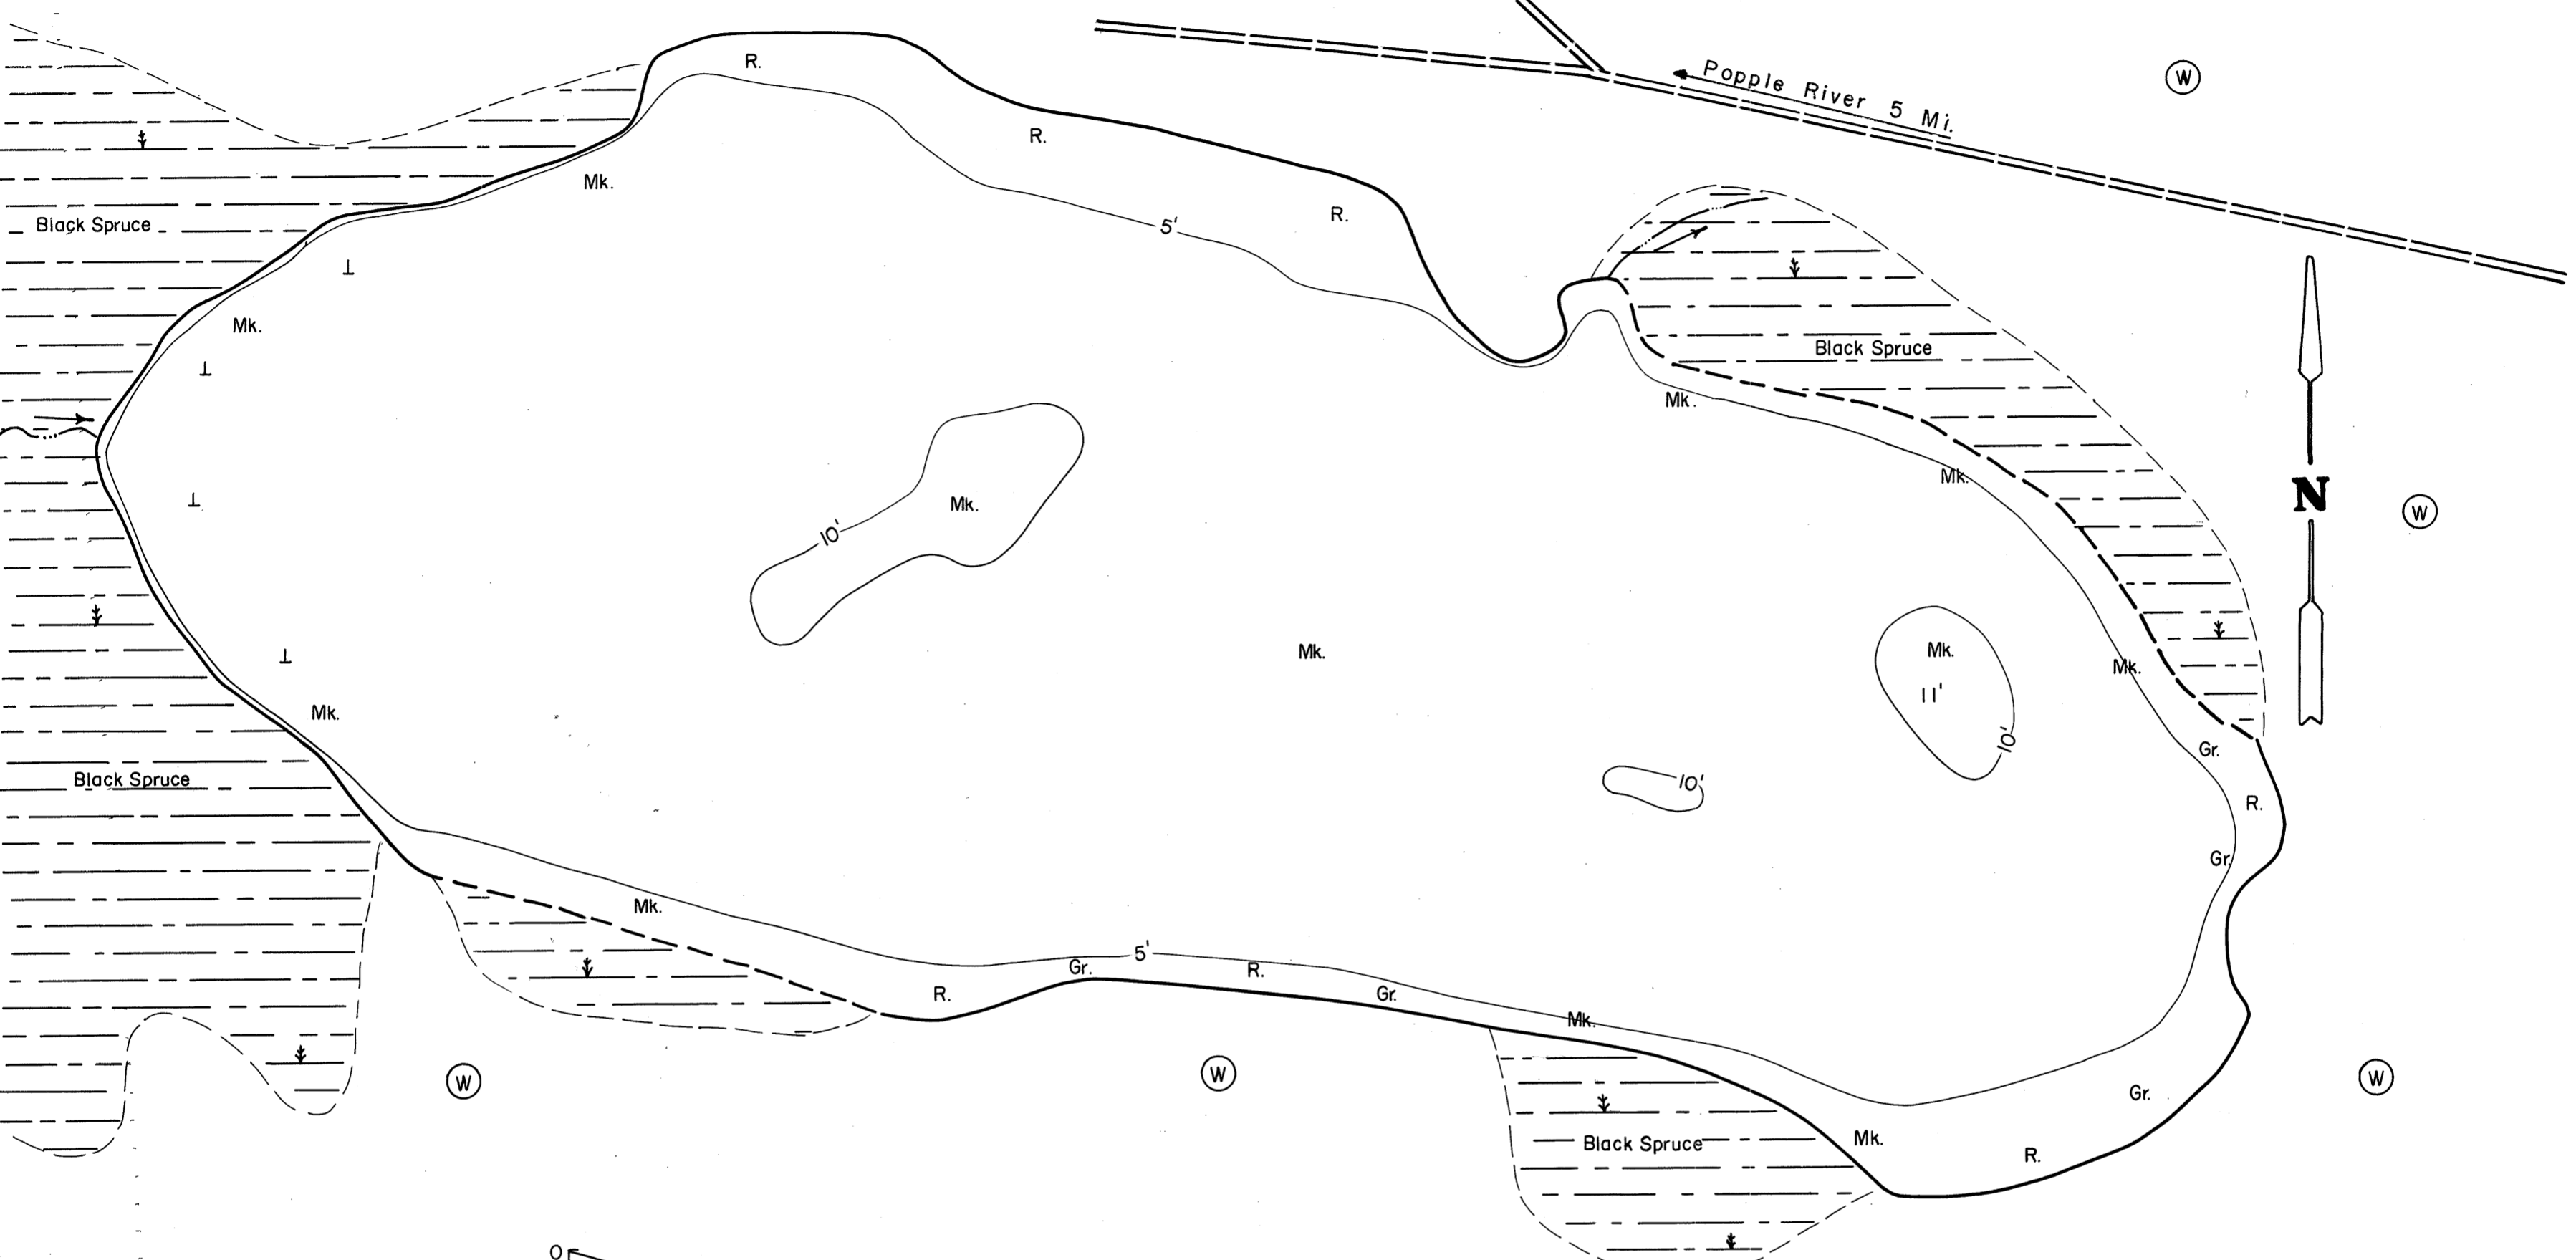 R.
W
Popple River 5 Mi.
R.
Mk.
R.
Black Spruce
5'
Mk.
Black Spruce
Mk.
Mk.
N
Mk.
W
10'
Mk.
Mk.
Mk.
11'
Mk.
Mk.
10'
Gr.
Black Spruce
10'
R.
Gr.
Mk.
5'
Gr.
R.
R.
Gr.
Mk.
W
W
W
Gr.
Mk.
Black Spruce
R.
0